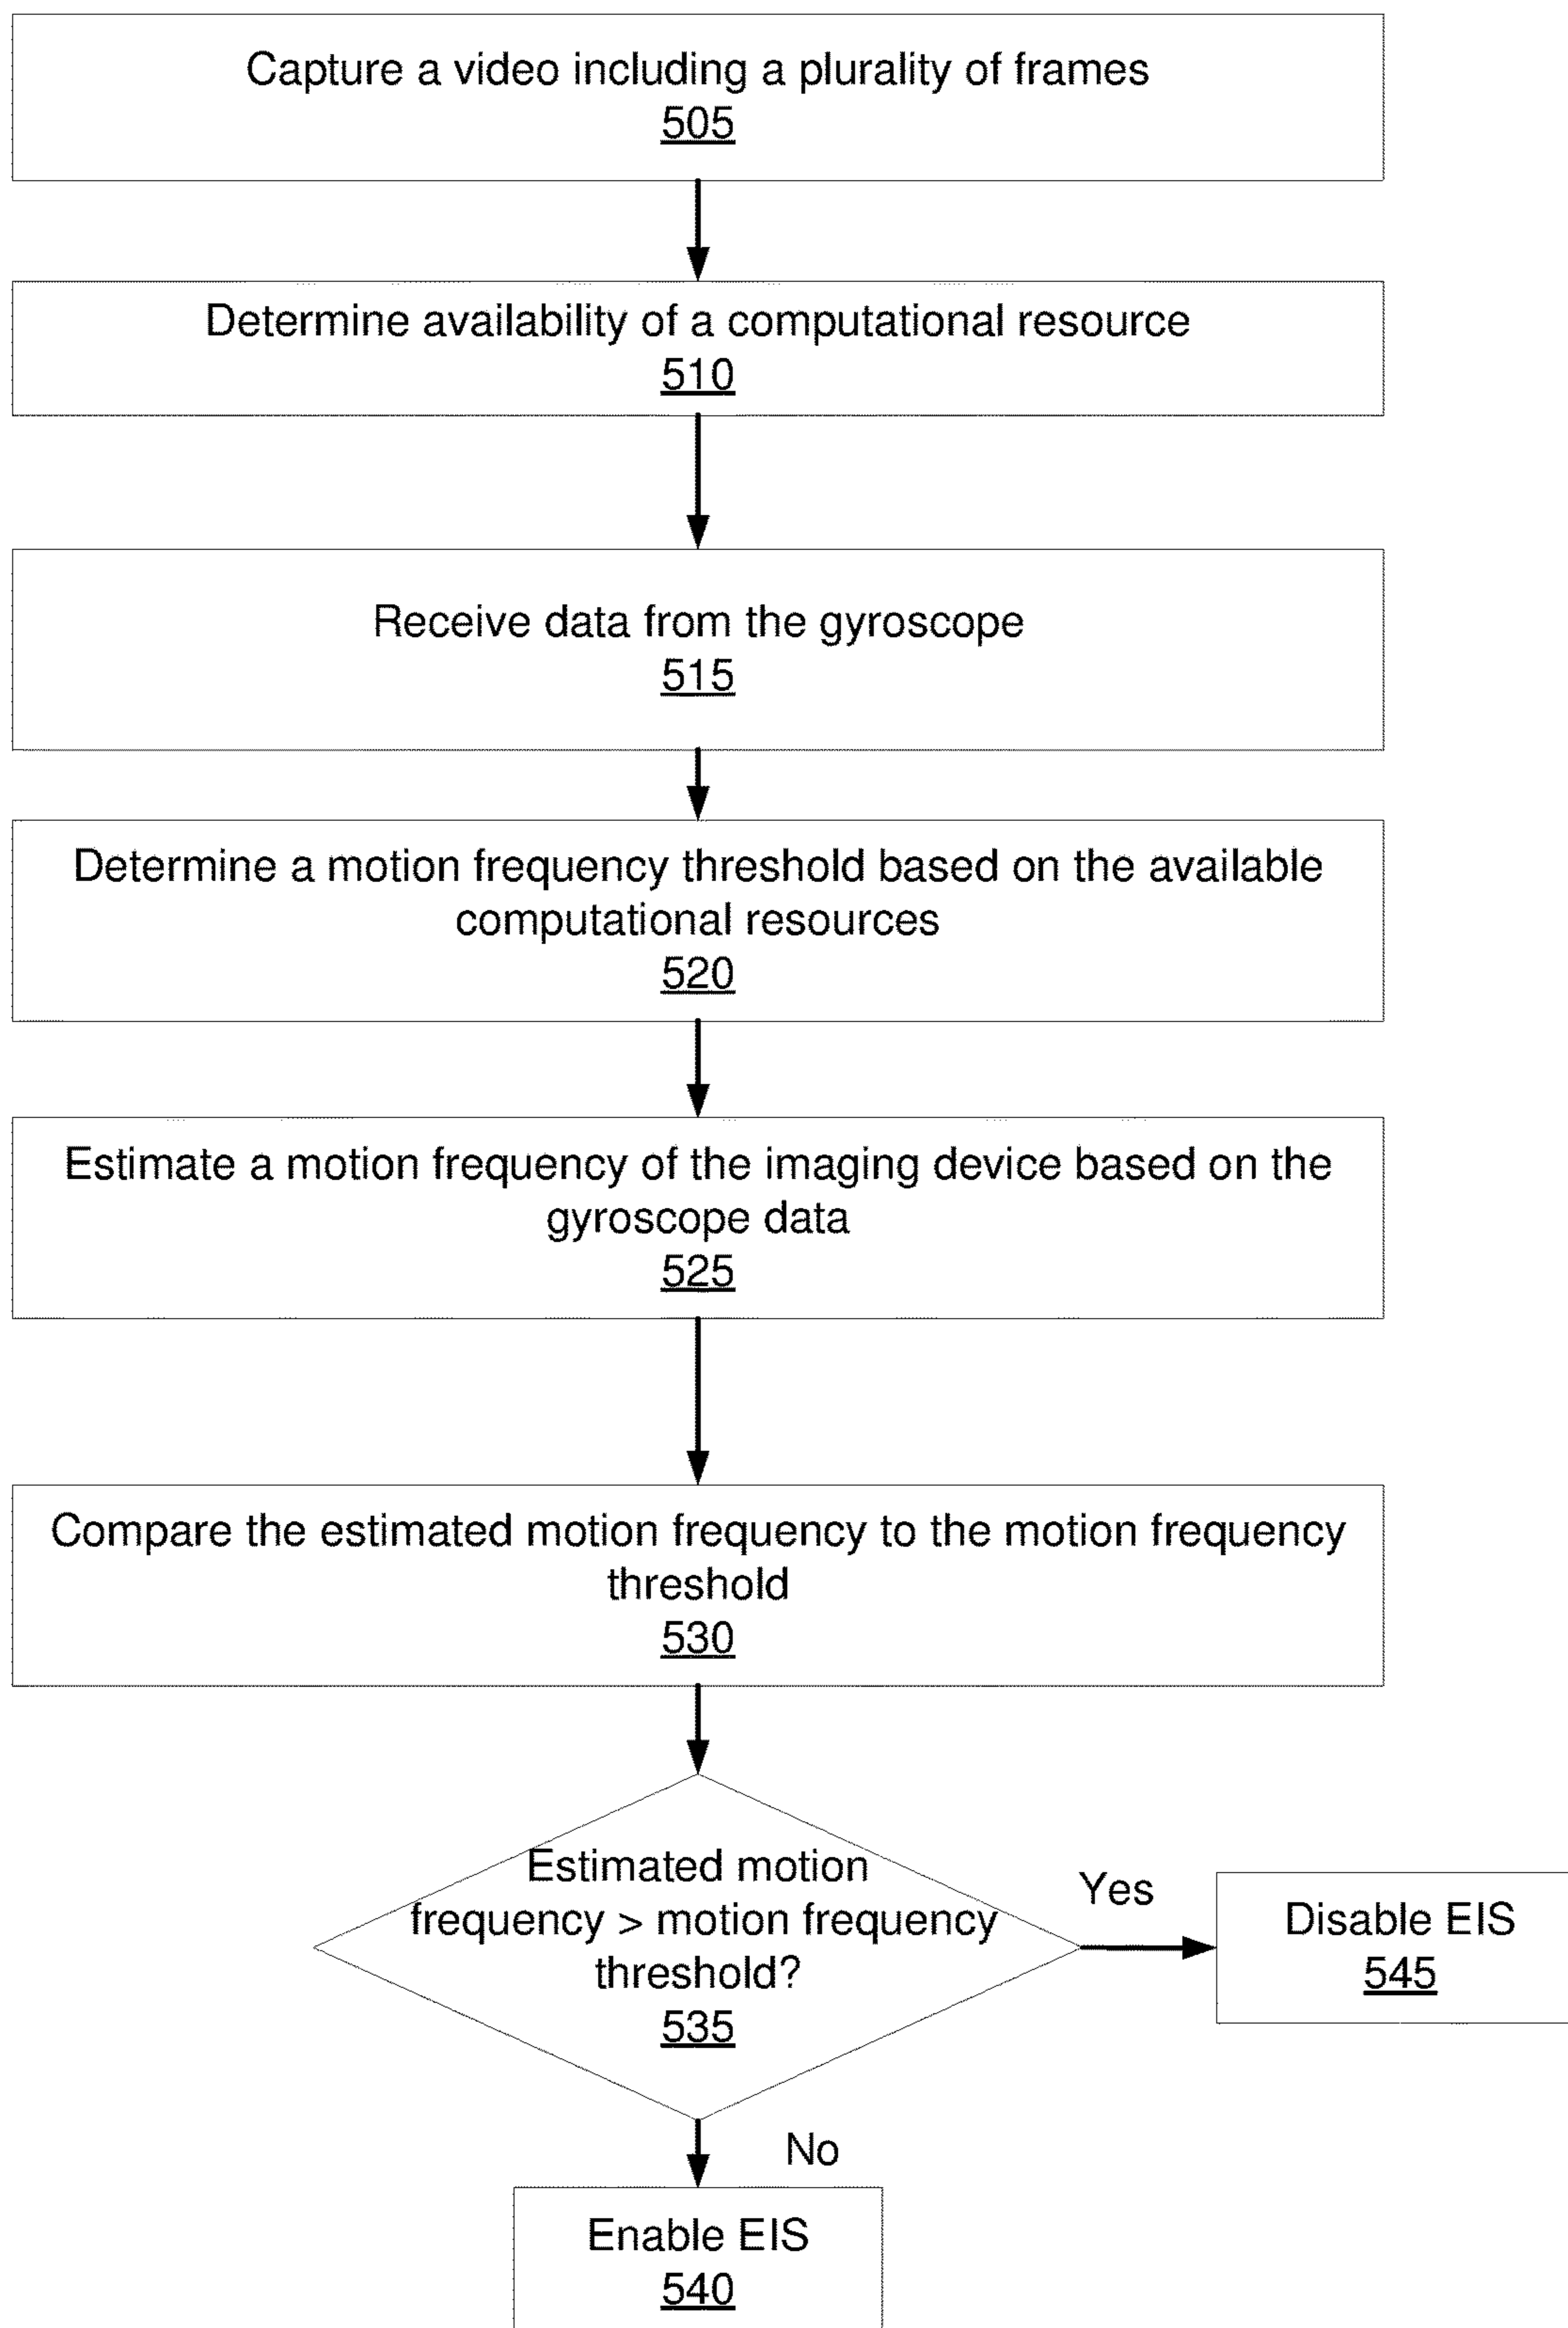 Capture a video including a plurality of frames
505
Determine availability of a computational resource
510
Receive data from the gyroscope
515
Determine a motion frequency threshold based on the available
computational resources
520
Estimate a motion frequency of the imaging device based on the
gyroscope data
525
Compare the estimated motion frequency to the motion frequency
threshold
530
Estimated motion
frequency > motion frequency
threshold?
535
Yes
Disable EIS
545
No
Enable EIS
540